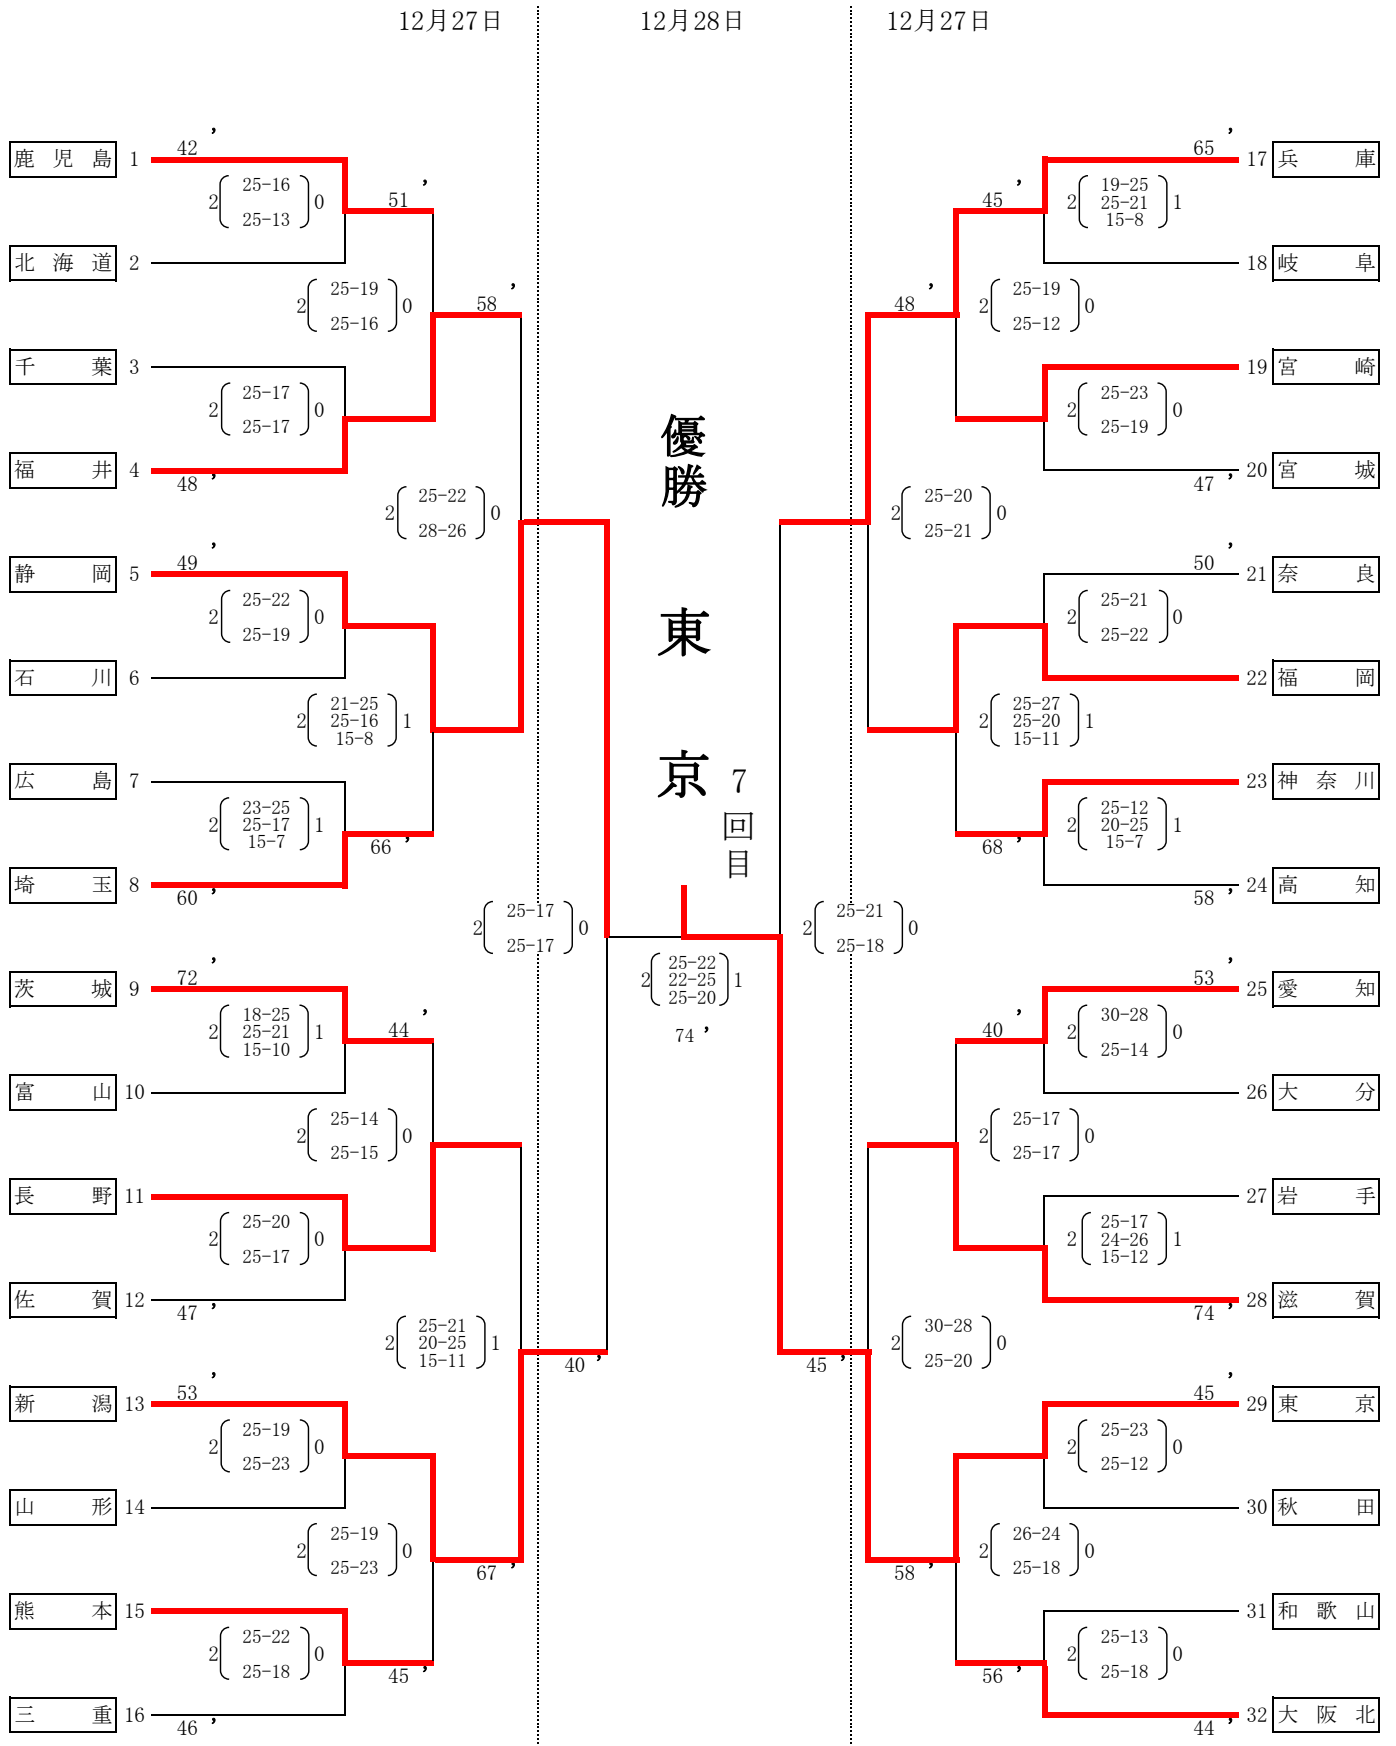 12月27日 12月28日 12月27日
42’ 65’
鹿児島 1 17 兵庫
2 25-16 25-13 0 51’ 45’ 2 19-25 25-21 15-8 1
北海道 2 18 岐阜
2 25-19 25-16 0 58’ 48’ 2 25-19 25-12 0
千葉 3 19 宮崎
2 25-17 25-17 0 2 25-23 25-19 0
福井 4 20 宮城
48’ 47’
2 25-22 28-26 0 2 25-20 25-21 0
49’ 50’
静岡 5 21 奈良
2 25-22 25-19 0 2 25-21 25-22 0
石川 6 22 福岡
2 21-25 25-16 15-8 1 2 25-27 25-20 15-11 1
広島 7 23 神奈川
2 23-25 25-17 15-7 1 66’ 68’ 2 25-12 20-25 15-7 1
埼玉 8 24 高知
60’ 58’
優勝
東京
7回目
2 25-17 25-17 0 2 25-21 25-18 0
2 25-22 22-25 25-20 1
74’
72’ 53’
茨城 9 25 愛知
2 18-25 25-21 15-10 1 44’ 40’ 2 30-28 25-14 0
富山 10 26 大分
2 25-14 25-15 0 2 25-17 25-17 0
長野 11 27 岩手
2 25-20 25-17 0 2 25-17 24-26 15-12 1
佐賀 12 28 滋賀
47’ 74’
2 25-21 20-25 15-11 1 40’ 45’ 2 30-28 25-20 0
53’ 45’
新潟 13 29 東京
2 25-19 25-23 0 2 25-23 25-12 0
山形 14 30 秋田
2 25-19 25-23 0 67’ 58’ 2 26-24 25-18 0
熊本 15 31 和歌山
2 25-22 25-18 0 45’ 56’ 2 25-13 25-18 0
三重 16 32 大阪北
46’ 44’